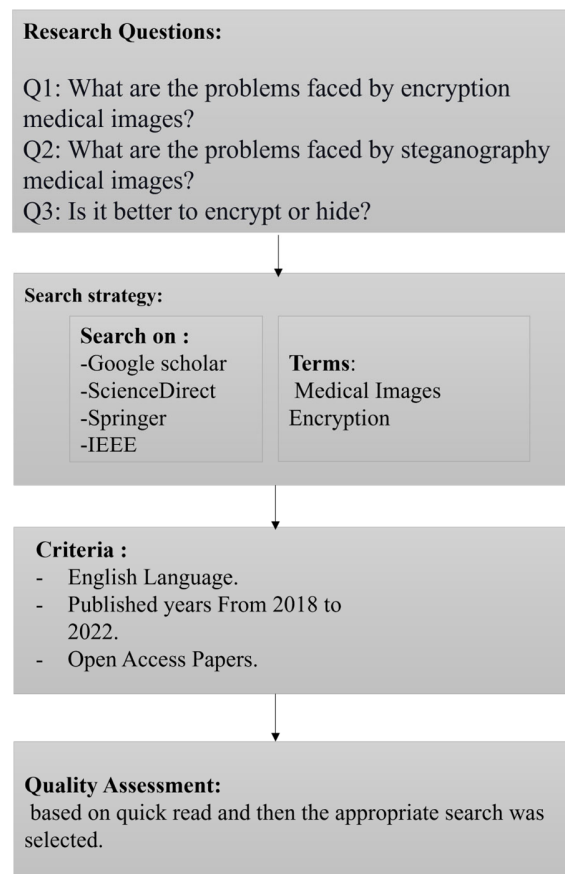 Research Questions:
Q1: What are the problems faced by encryption
medical images?
Q2: What are the problems faced by steganography
medical images?
Q3: Is it better to encrypt or hide?
Search strategy:
Search on :
-Google scholar
-ScienceDirect
-Springer
-IEEE
Terms:
Medical Images
Encryption
Criteria :
- English Language.
- Published years From 2018 to
2022.
- Open Access Papers.
Quality Assessment:
based on quick read and then the appropriate search was
selected.